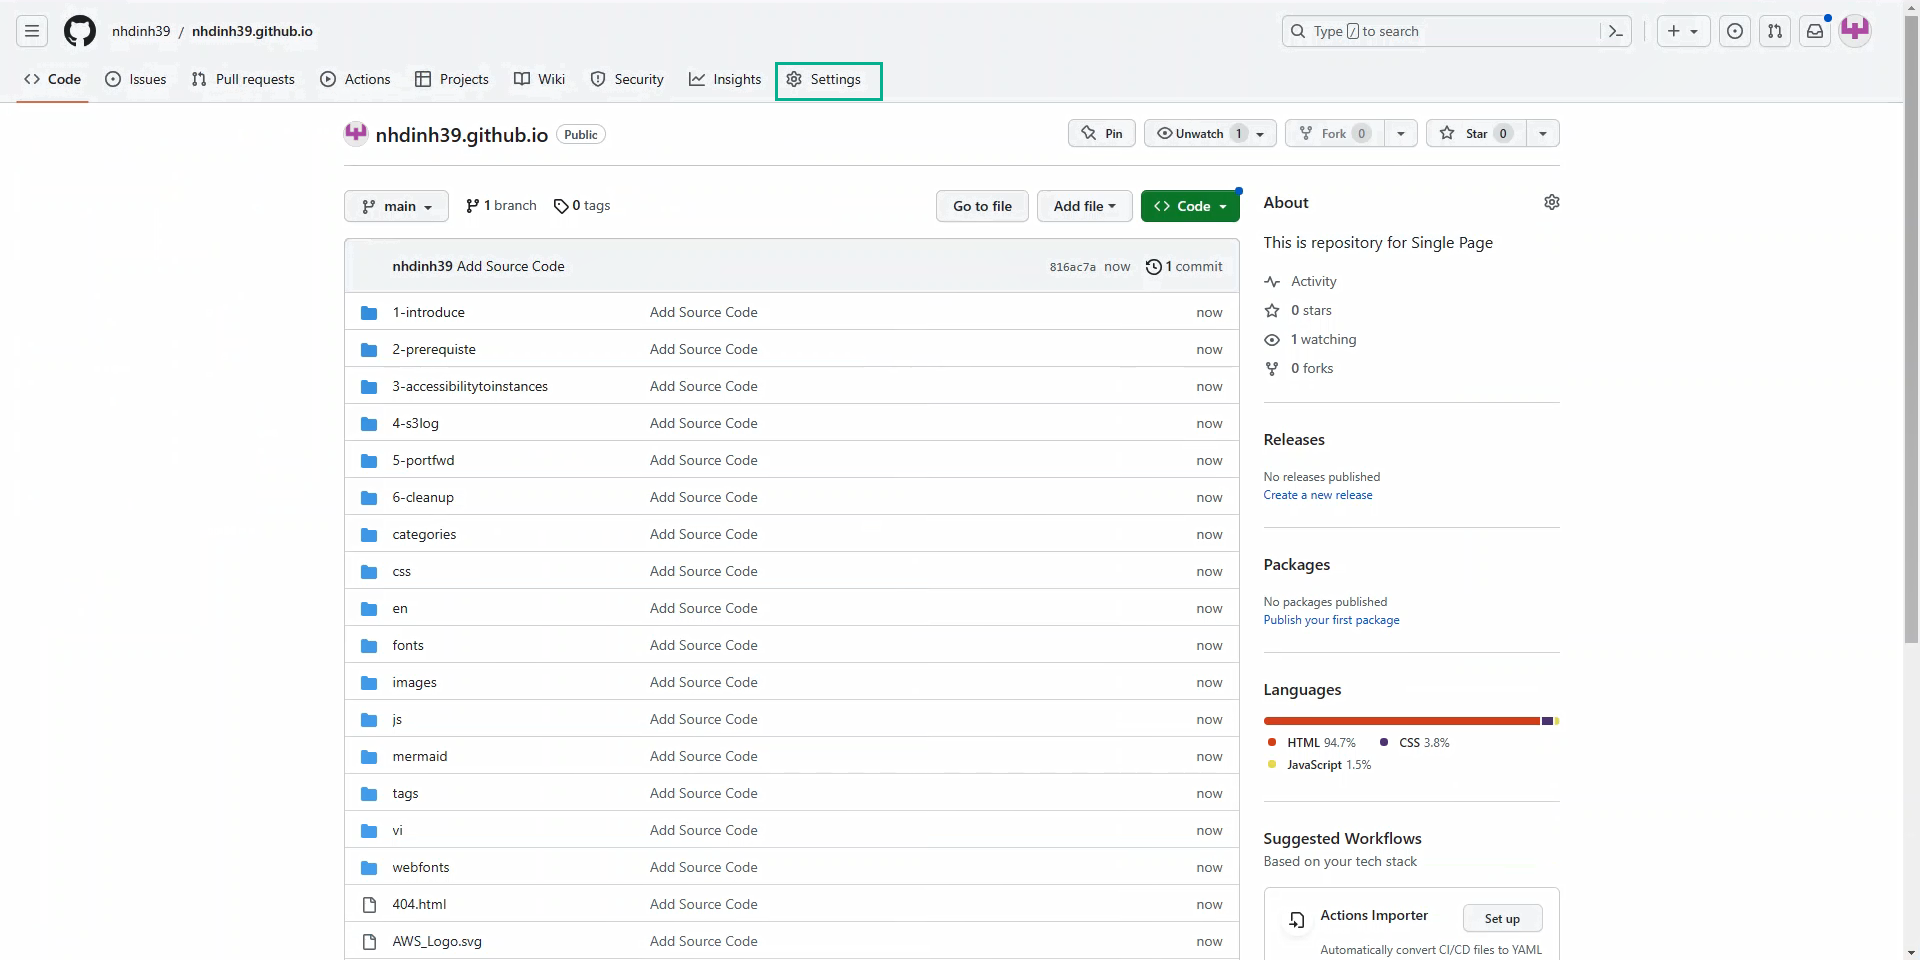 nhdinh39 / nhdinh39.github.io
Type / to search
Code Issues Pull requests Actions Projects Wiki Security Insights Settings
nhdinh39.github.io Public
Pin Unwatch 1 Fork 0 Star 0
main 1 branch 0 tags Go to file Add file Code
nhdinh39 Add Source Code 816ac7a now 1 commit
1-introduce Add Source Code now
2-prerequiste Add Source Code now
3-accessibilitytoinstances Add Source Code now
4-s3log Add Source Code now
5-portfwd Add Source Code now
6-cleanup Add Source Code now
categories Add Source Code now
css Add Source Code now
en Add Source Code now
fonts Add Source Code now
images Add Source Code now
js Add Source Code now
mermaid Add Source Code now
tags Add Source Code now
vi Add Source Code now
webfonts Add Source Code now
404.html Add Source Code now
AWS_Logo.svg Add Source Code now
About
This is repository for Single Page
Activity
0 stars
1 watching
0 forks
Releases
No releases published
Create a new release
Packages
No packages published
Publish your first package
Languages
HTML 94.7% CSS 3.8%
JavaScript 1.5%
Suggested Workflows
Based on your tech stack
Actions Importer Set up
Automatically convert CI/CD files to YAML